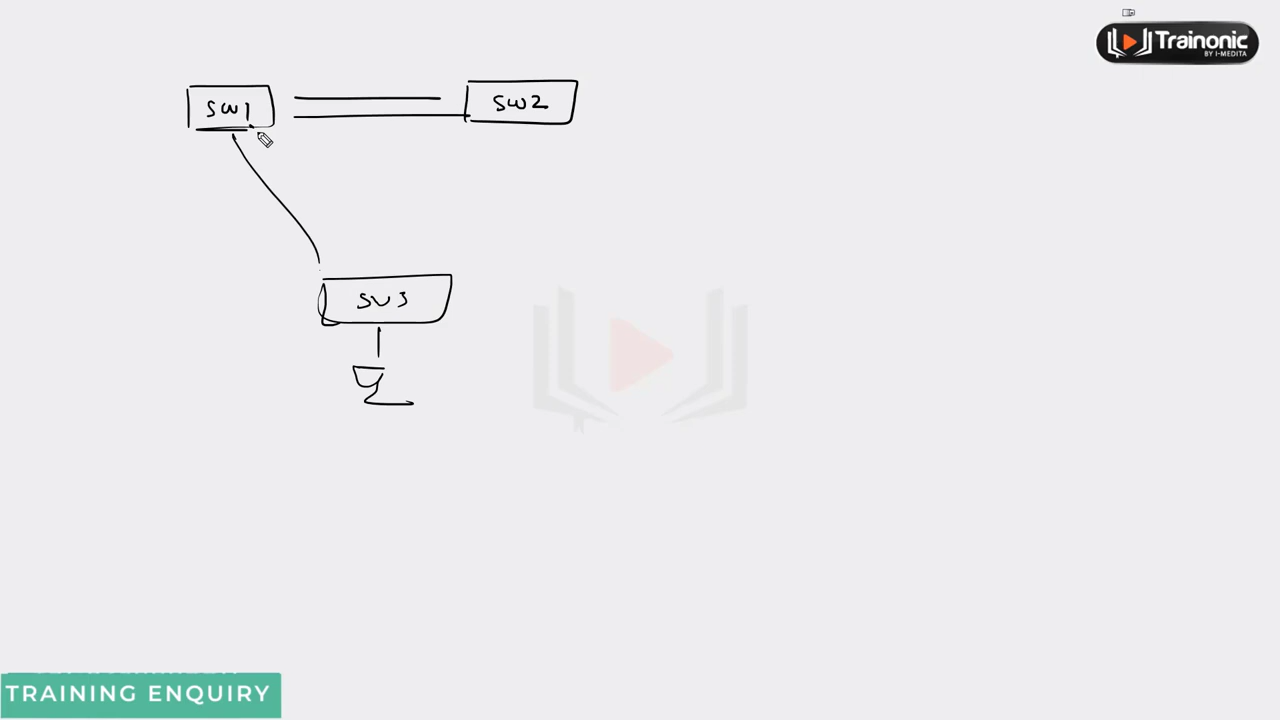 Trainonic
BY I-MEDITA
SW1
SW2
SW3
TRAINING ENQUIRY